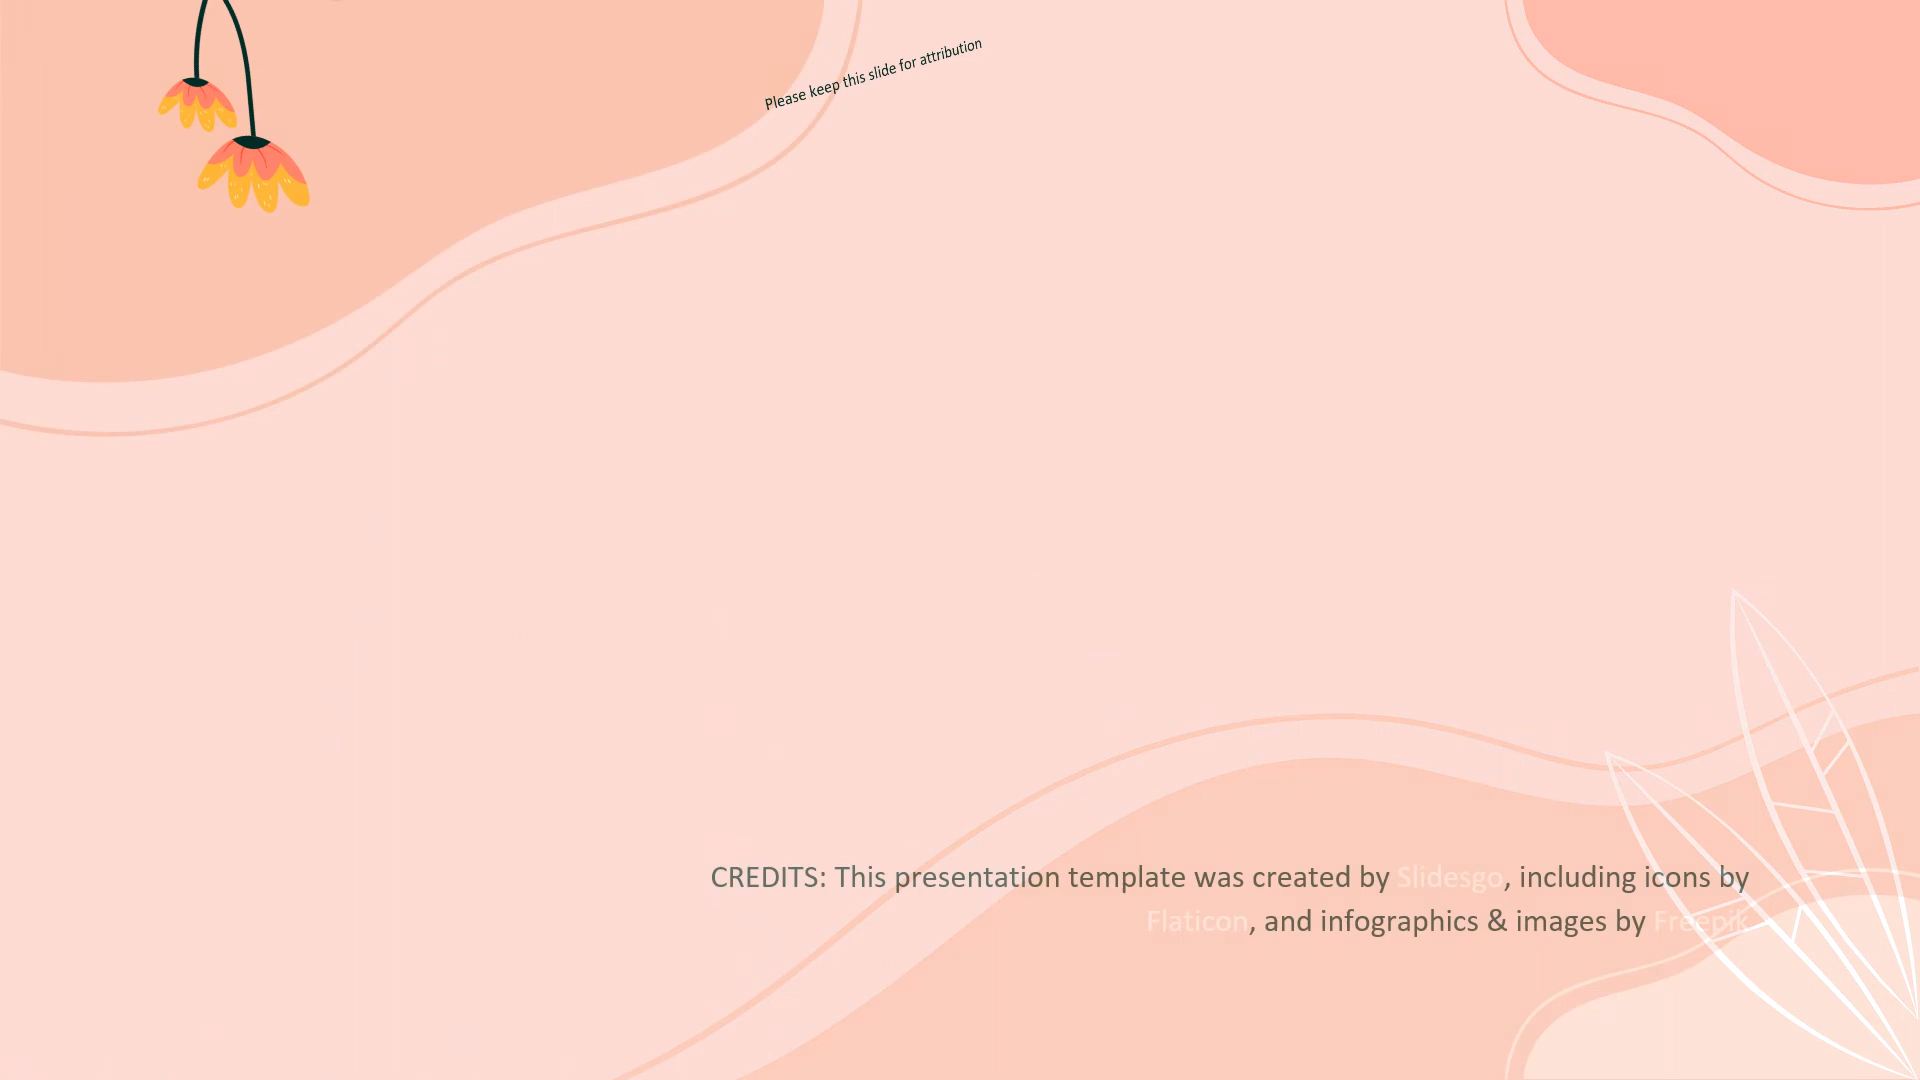 Please keep this slide for attribution
CREDITS: This presentation template was created by Slidesgo, including icons by
Flaticon, and infographics & images by Freepik